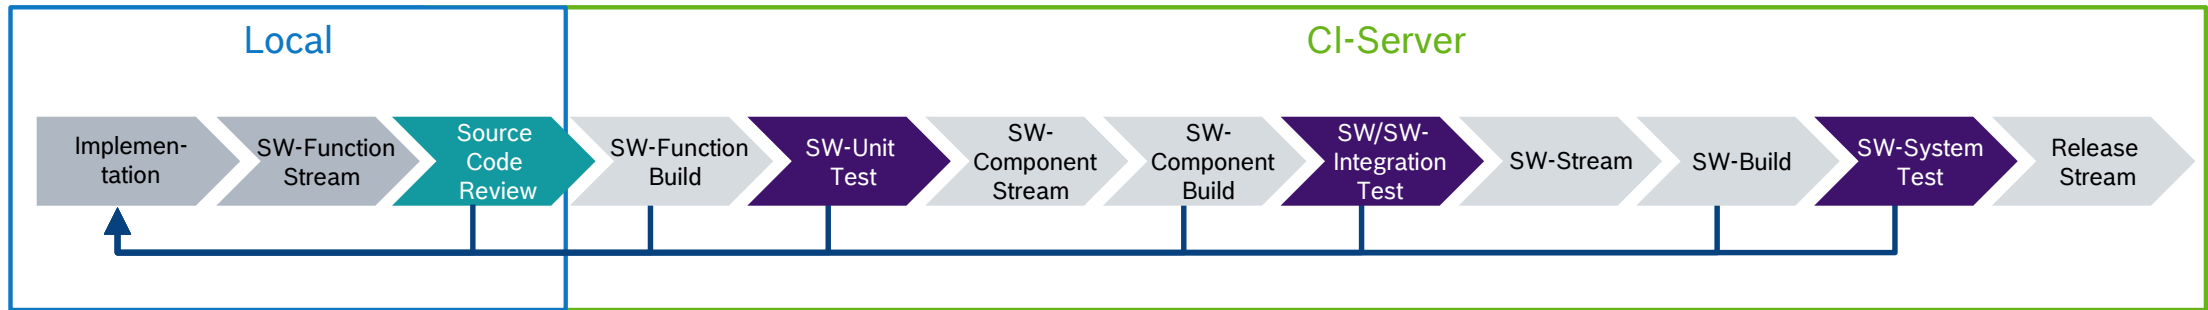 Local
CI-Server
Implemen-
tation
SW-Function
Stream
Source
Code
Review
SW-Function
Build
SW-Unit
Test
SW-
Component
Stream
SW-
Component
Build
SW/SW-
Integration
Test
SW-Stream
SW-Build
SW-System
Test
Release
Stream